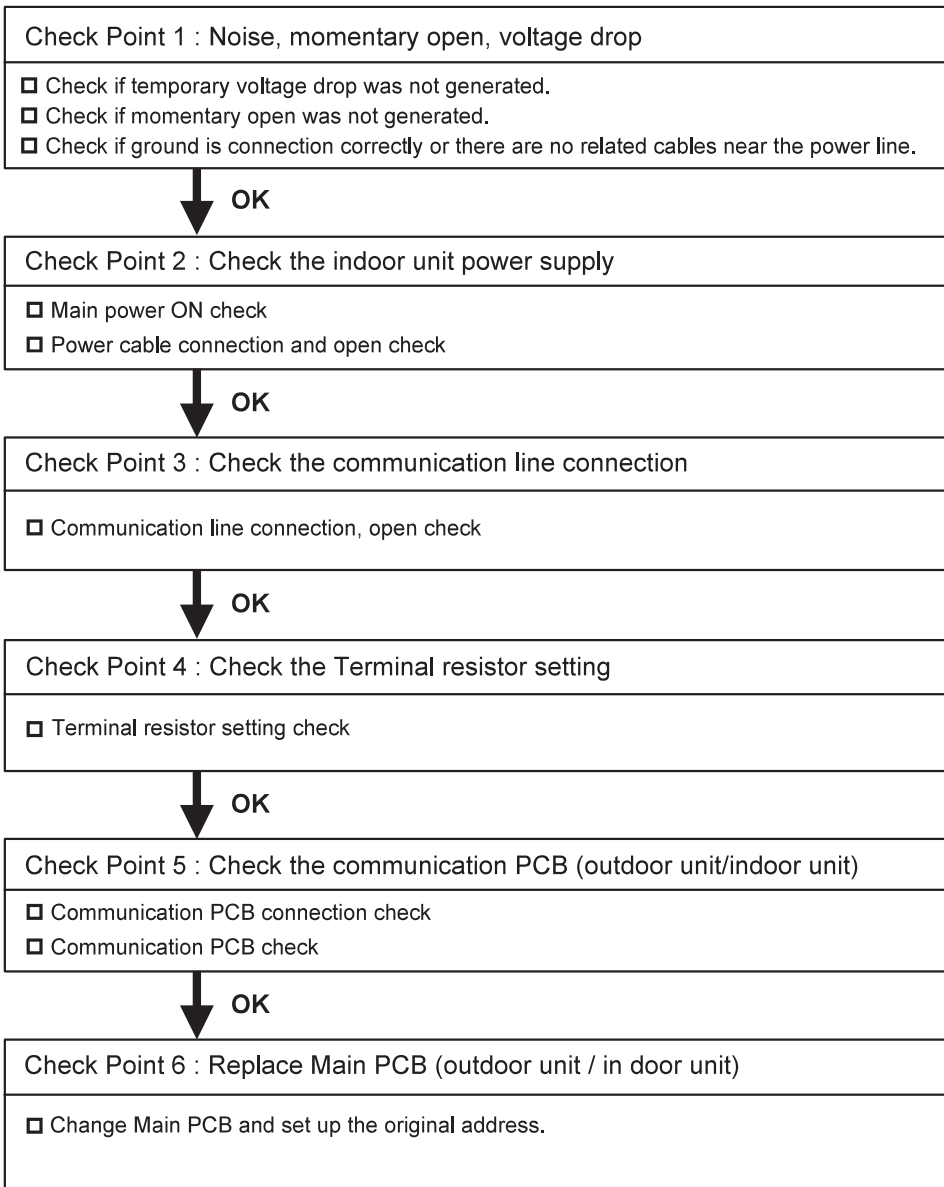 Check Point 1 : Noise, momentary open, voltage drop
Check if temporary voltage drop was not generated.
Check if momentary open was not generated.
Check if ground is connection correctly or there are no related cables near the power line.
OK
Check Point 2 : Check the indoor unit power supply
Main power ON check
Power cable connection and open check
OK
Check Point 3 : Check the communication line connection
Communication line connection, open check
OK
Check Point 4 : Check the Terminal resistor setting
Terminal resistor setting check
OK
Check Point 5 : Check the communication PCB (outdoor unit/indoor unit)
Communication PCB connection check
Communication PCB check
OK
Check Point 6 : Replace Main PCB (outdoor unit / in door unit)
Change Main PCB and set up the original address.